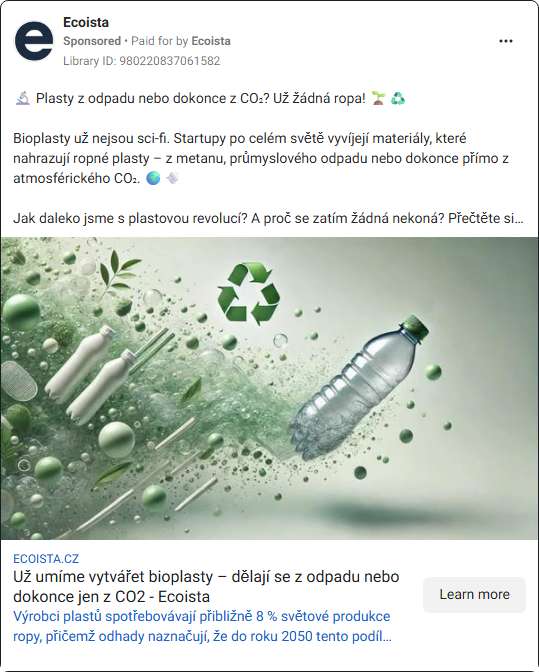 Ecoista
Sponsored • Paid for by Ecoista
Library ID: 980220837061582
🔬 Plasty z odpadu nebo dokonce z CO₂? Už žádná ropa! 🌱 ♻️
Bioplasty už nejsou sci-fi. Startupy po celém světě vyvíjejí materiály, které
nahrazují ropné plasty – z metanu, průmyslového odpadu nebo dokonce přímo z
atmosférického CO₂. 🌍 💨
Jak daleko jsme s plastovou revolucí? A proč se zatím žádná nekoná? Přečtěte si...
ECOISTA.CZ
Už umíme vytvářet bioplasty – dělají se z odpadu nebo
dokonce jen z CO2 - Ecoista
Learn more
Výrobci plastů spotřebovávají přibližně 8 % světové produkce
ropy, přičemž odhady naznačují, že do roku 2050 tento podíl...